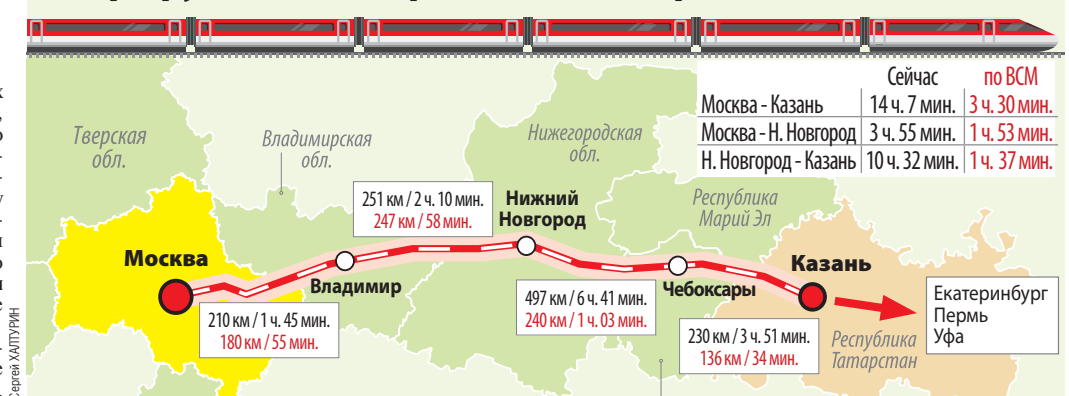 Сейчас по ВСМ
Москва - Казань 14 ч. 7 мин. 3 ч. 30 мин.
Москва - Н. Новгород 3 ч. 55 мин. 1 ч. 53 мин.
Н. Новгород - Казань 10 ч. 32 мин. 1 ч. 37 мин.
Тверская
обл.
Владимирская
обл.
Нижегородская
обл.
Республика
Марий Эл
251 км / 2 ч. 10 мин.
247 км / 58 мин.
Нижний
Новгород
Москва
Владимир
Чебоксары
Казань
210 км / 1 ч. 45 мин.
180 км / 55 мин.
497 км / 6 ч. 41 мин.
240 км / 1 ч. 03 мин.
230 км / 3 ч. 51 мин.
136 км / 34 мин.
Республика
Татарстан
Екатеринбург
Пермь
Уфа
Сергей ХАЛТУРИН